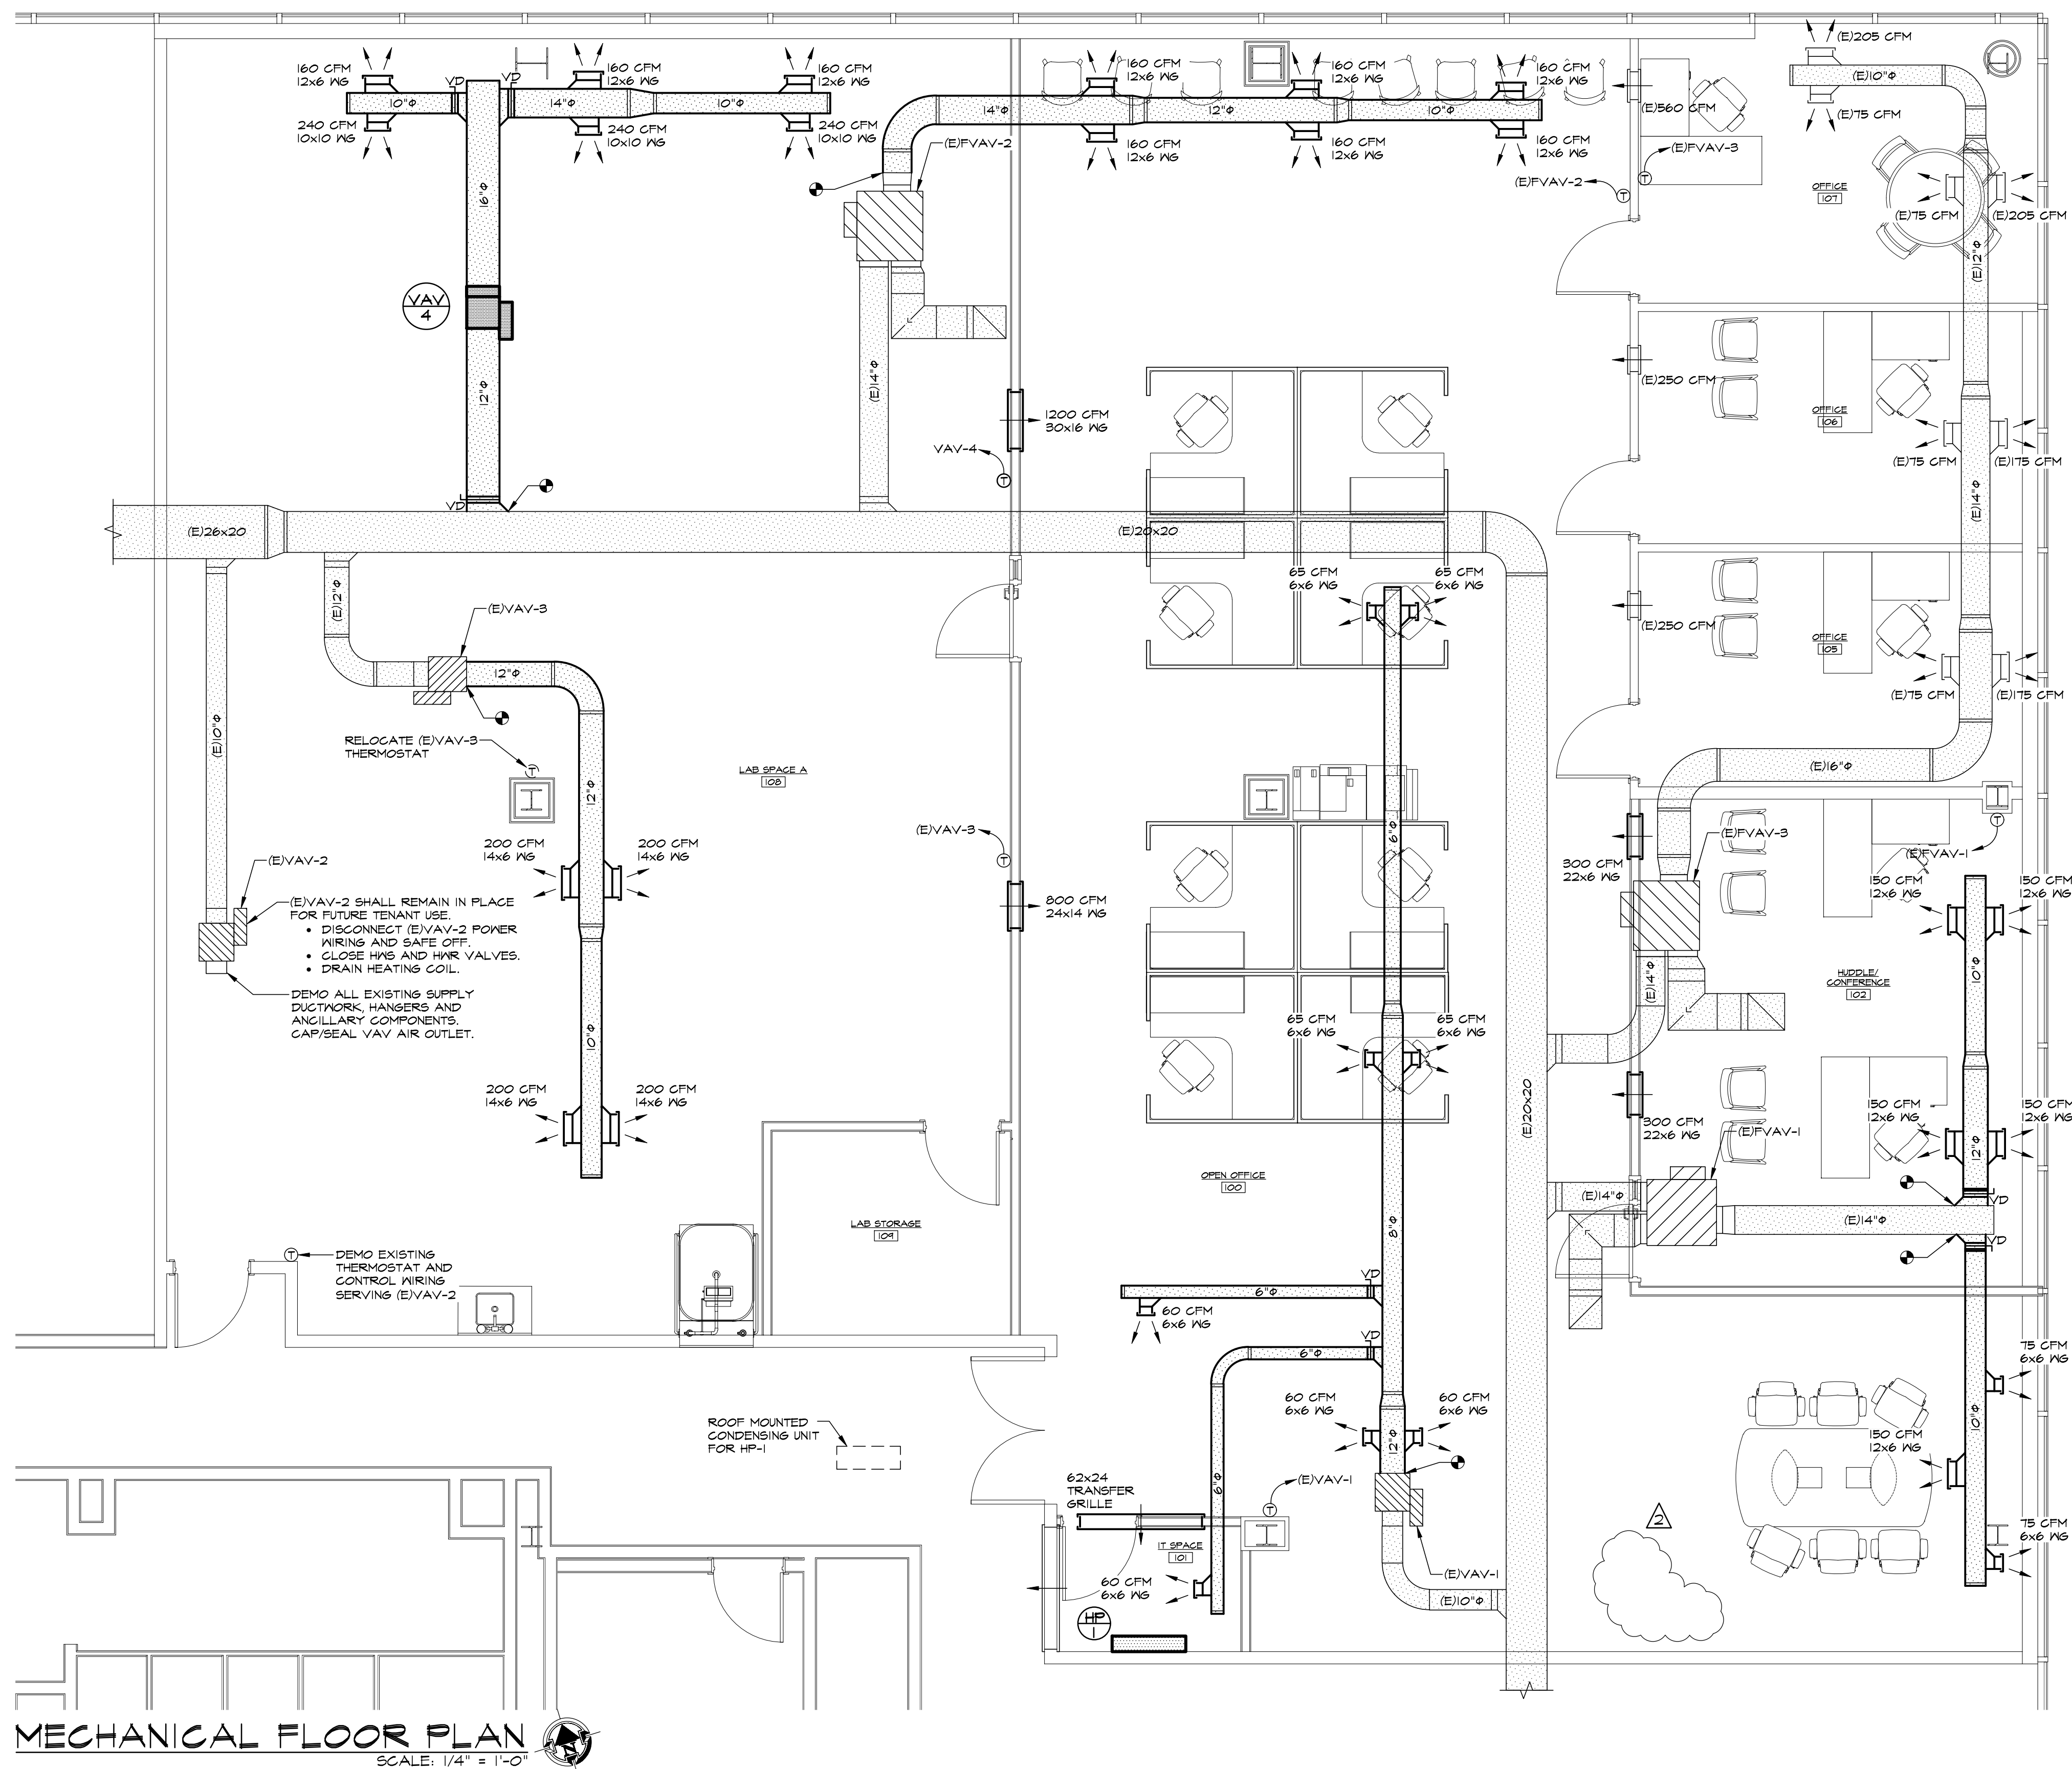 160 CFM
12x6 WG
VD
VD
160 CFM
12x6 WG
160 CFM
12x6 WG
10"Φ
14"Φ
10"Φ
240 CFM
10x10 WG
240 CFM
10x10 WG
240 CFM
10x10 WG
160 CFM
12x6 WG
160 CFM
12x6 WG
160 CFM
12x6 WG
14"Φ
12"Φ
10"Φ
160 CFM
12x6 WG
160 CFM
12x6 WG
160 CFM
12x6 WG
(E)FVAV-2
(E)205 CFM
(E)10"Φ
(E)75 CFM
(E)560 CFM
(E)FVAV-3
(E)FVAV-2
OFFICE
107
(E)75 CFM
(E)205 CFM
(E)12"Φ
16"Φ
VAV
4
12"Φ
VD
(E)14"Φ
1200 CFM
30x16 WG
VAV-4
(E)250 CFM
OFFICE
106
(E)75 CFM
(E)175 CFM
(E)14"Φ
(E)26x20
(E)20x20
65 CFM
6x6 WG
65 CFM
6x6 WG
(E)250 CFM
OFFICE
105
(E)75 CFM
(E)175 CFM
(E)12"Φ
(E)VAV-3
12"Φ
(E)10"Φ
RELOCATE (E)VAV-3
THERMOSTAT
12"Φ
LAB SPACE A
108
(E)16"Φ
200 CFM
14x6 WG
200 CFM
14x6 WG
(E)VAV-3
800 CFM
24x14 WG
6"Φ
(E)FVAV-3
(E)FVAV-1
300 CFM
22x6 WG
150 CFM
12x6 WG
150 CFM
12x6 WG
(E)VAV-2
(E)VAV-2 SHALL REMAIN IN PLACE
FOR FUTURE TENANT USE.
• DISCONNECT (E)VAV-2 POWER
WIRING AND SAFE OFF.
• CLOSE HWS AND HWR VALVES.
• DRAIN HEATING COIL.
DEMO ALL EXISTING SUPPLY
DUCTWORK, HANGERS AND
ANCILLARY COMPONENTS.
CAP/SEAL VAV AIR OUTLET.
10"Φ
(E)14"Φ
HUDDLE/
CONFERENCE
102
10"Φ
65 CFM
6x6 WG
65 CFM
6x6 WG
200 CFM
14x6 WG
200 CFM
14x6 WG
(E)20x20
300 CFM
22x6 WG
(E)FVAV-1
150 CFM
12x6 WG
150 CFM
12x6 WG
12"Φ
OPEN OFFICE
100
(E)14"Φ
(E)14"Φ
VD
VD
LAB STORAGE
109
8"Φ
DEMO EXISTING
THERMOSTAT AND
CONTROL WIRING
SERVING (E)VAV-2
VD
6"Φ
60 CFM
6x6 WG
VD
6"Φ
75 CFM
6x6 WG
60 CFM
6x6 WG
60 CFM
6x6 WG
12"Φ
10"Φ
150 CFM
12x6 WG
ROOF MOUNTED
CONDENSING UNIT
FOR HP-1
62x24
TRANSFER
GRILLE
6"Φ
(E)VAV-1
IT SPACE
101
2
75 CFM
6x6 WG
60 CFM
6x6 WG
(E)VAV-1
(E)10"Φ
HP
1
MECHANICAL FLOOR PLAN
SCALE: 1/4" = 1'-0"
N